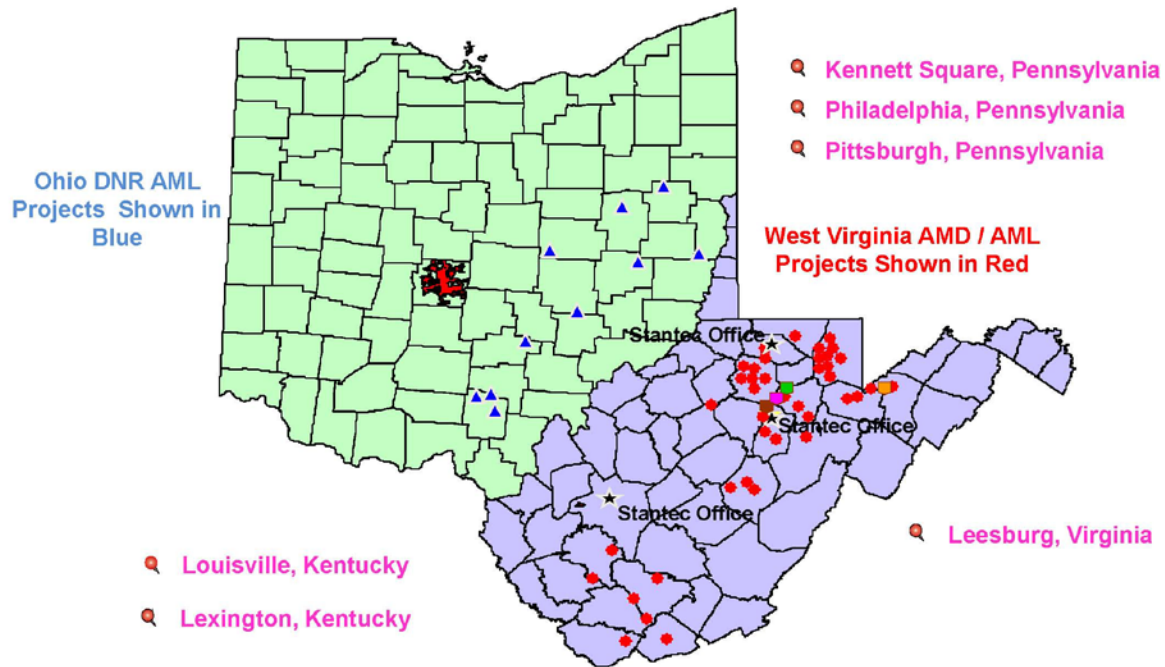 Kennett Square, Pennsylvania
Philadelphia, Pennsylvania
Pittsburgh, Pennsylvania
Ohio DNR AML
Projects Shown in
Blue
West Virginia AMD / AML
Projects Shown in Red
Stantec Office
Stantec Office
Stantec Office
Leesburg, Virginia
Louisville, Kentucky
Lexington, Kentucky